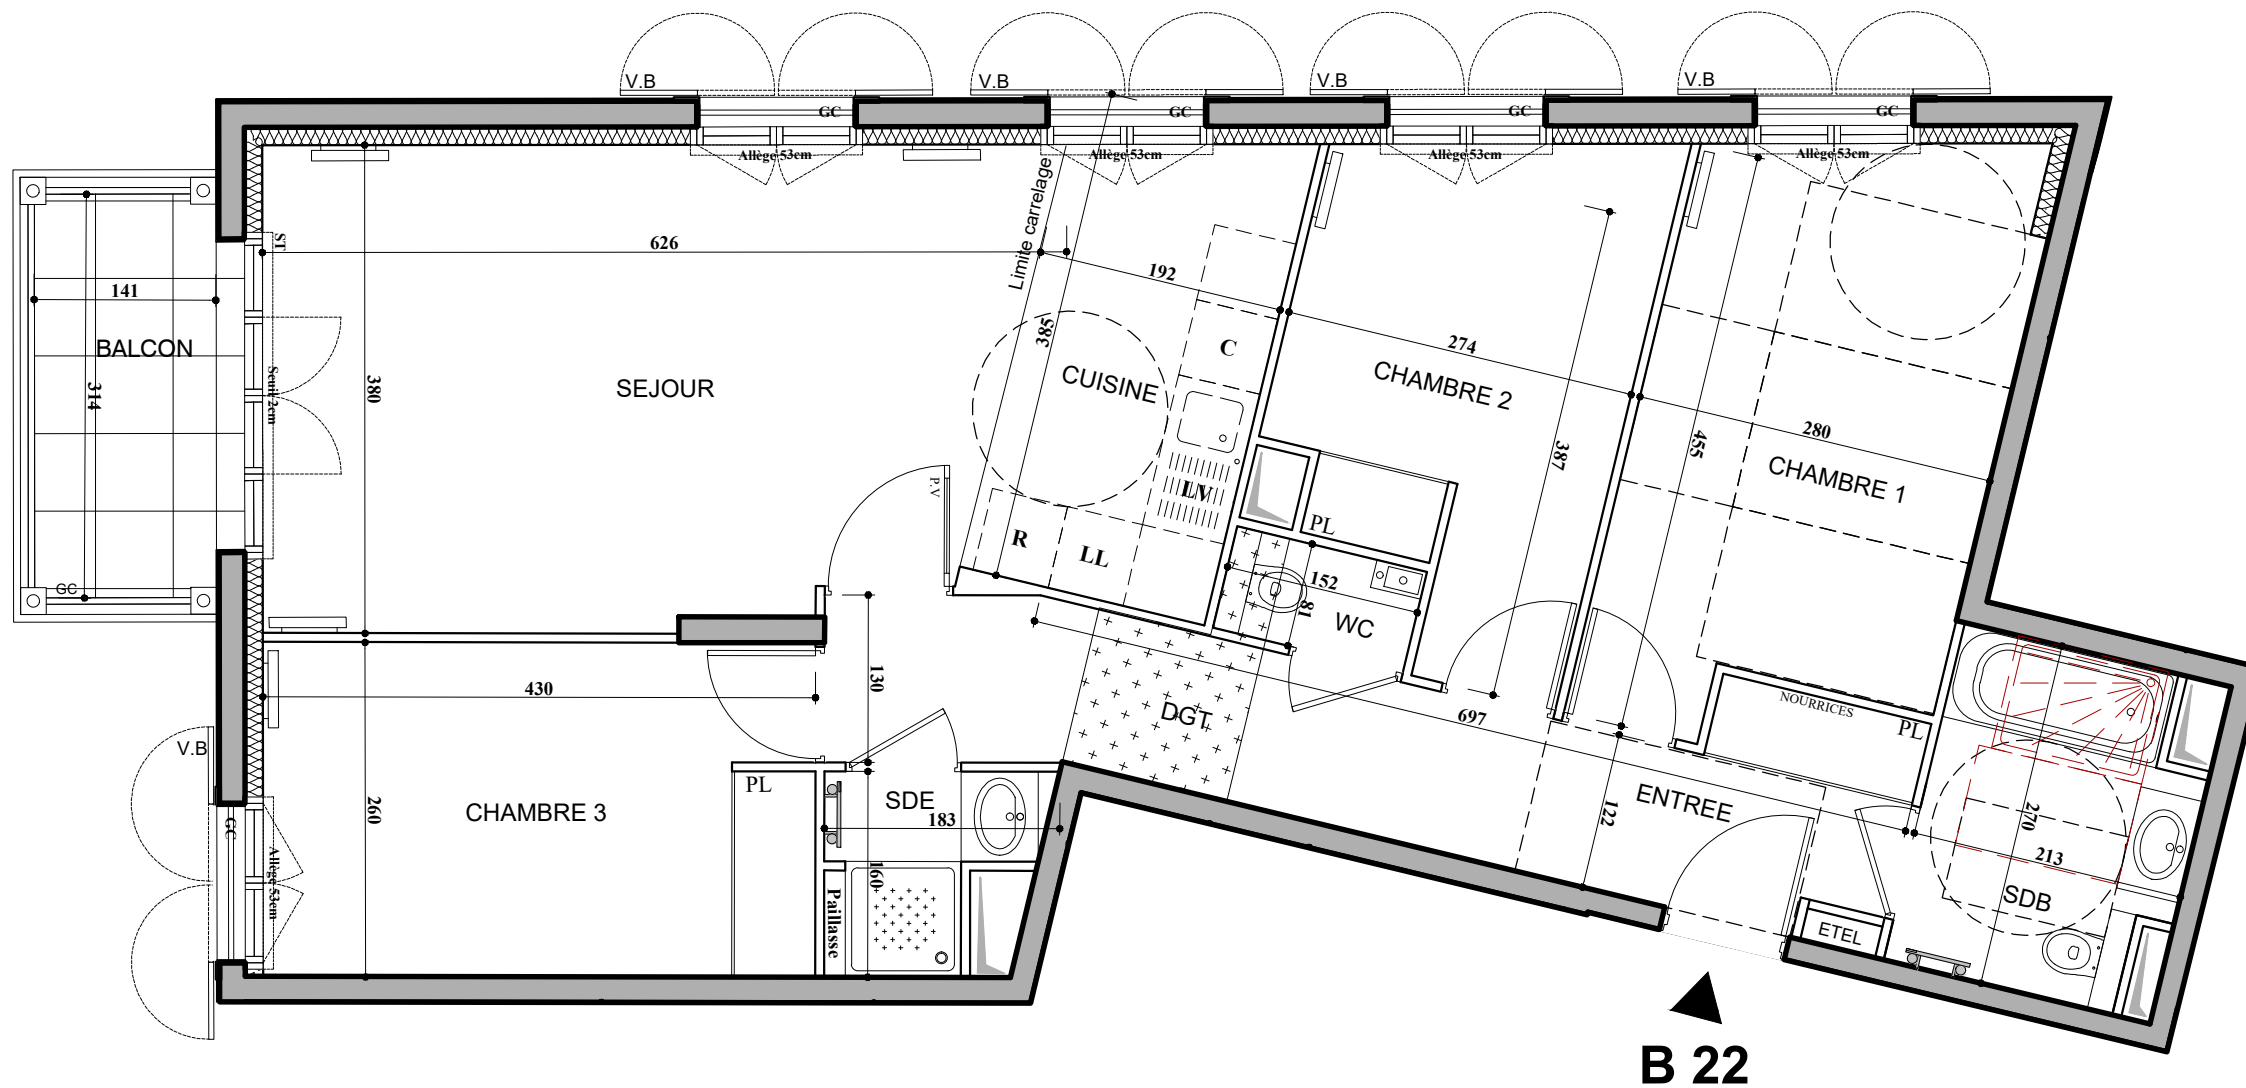 V.B
V.B
V.B
V.B
GC
GC
GC
GC
Allège 53cm
Allège 53cm
Allège 53cm
Allège 53cm
Limite carrelage
ST
626
192
141
BALCON
314
Seuil 2cm
380
SEJOUR
385
CUISINE
C
274
CHAMBRE 2
387
455
280
CHAMBRE 1
P.V
LV
R
LL
PL
152
81
WC
GC
430
130
DGT
697
NOURRICES
PL
V.B
GC
Allège 53cm
260
CHAMBRE 3
PL
SDE
183
160
Paillasse
ENTREE
122
270
213
SDB
ETEL
B 22